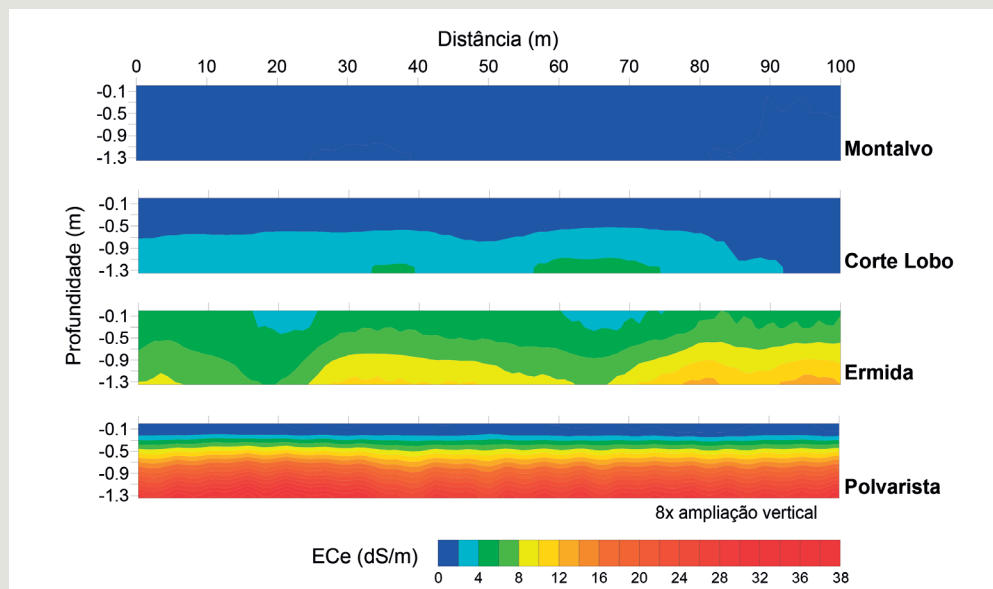 Distância (m)
0 10 20 30 40 50 60 70 80 90 100
Profundidade (m)
-0.1
-0.5
-0.9
-1.3
Montalvo
-0.1
-0.5
-0.9
-1.3
Corte Lobo
-0.1
-0.5
-0.9
-1.3
Ermida
-0.1
-0.5
-0.9
-1.3
Polvarista
8x ampliação vertical
ECe (dS/m)
0 4 8 12 16 20 24 28 32 36 38